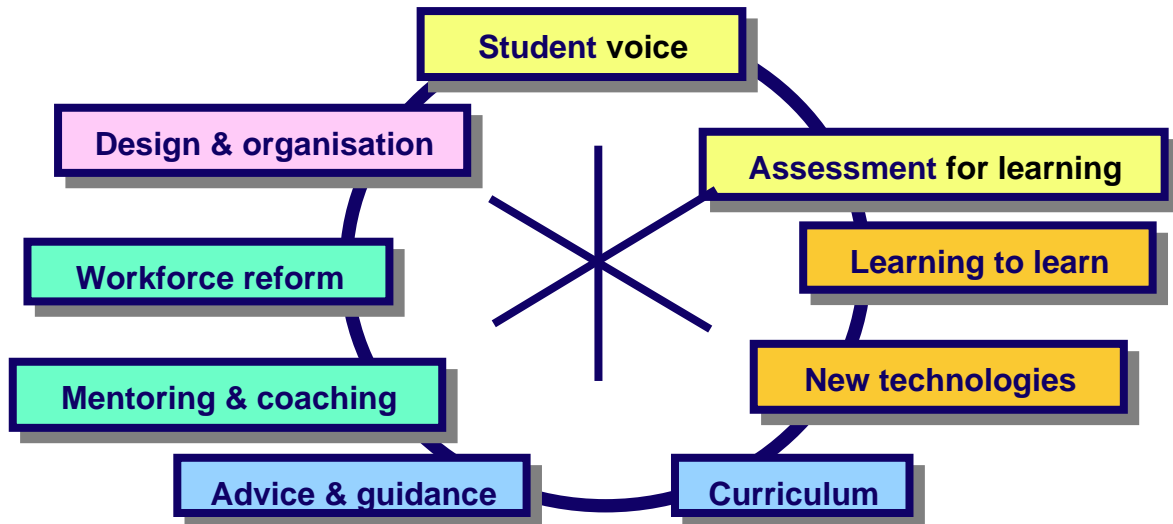 Student voice
Design & organisation
Assessment for learning
Workforce reform
Learning to learn
Mentoring & coaching
New technologies
Advice & guidance
Curriculum